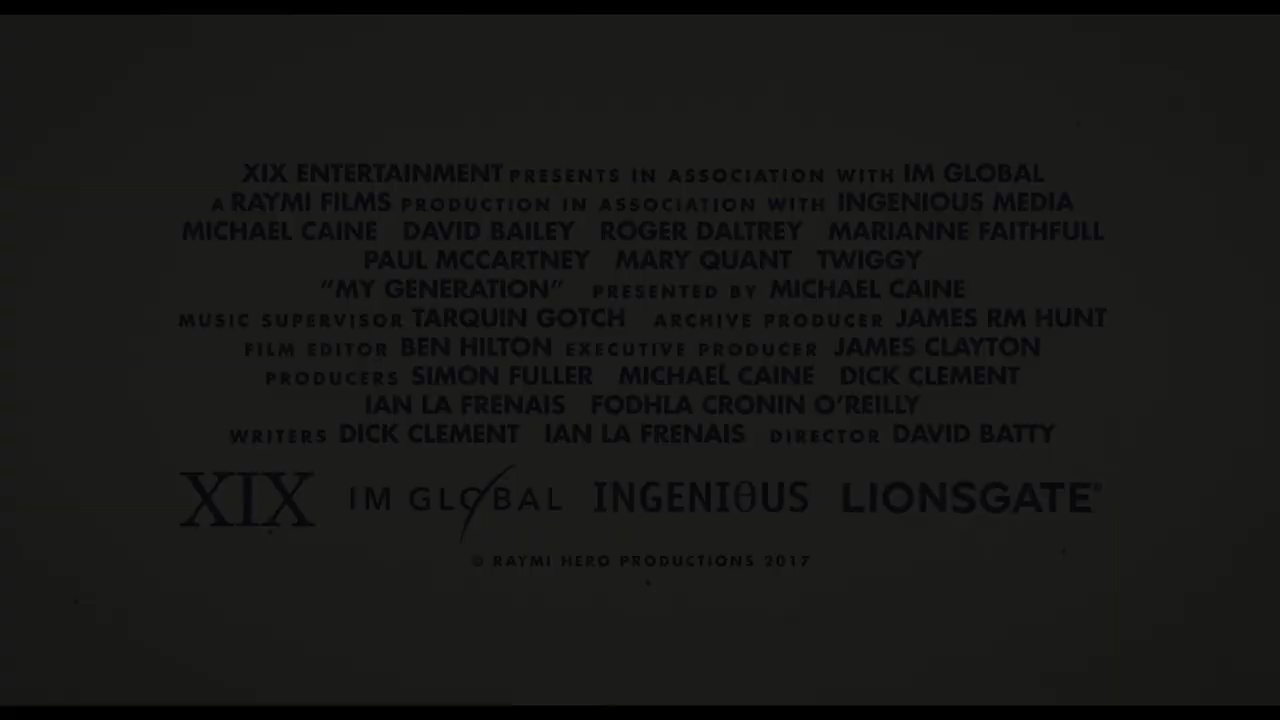 XIX ENTERTAINMENT PRESENTS IN ASSOCIATION WITH IM GLOBAL
A RAYMI FILMS PRODUCTION IN ASSOCIATION WITH INGENIOUS MEDIA
MICHAEL CAINE DAVID BAILEY ROGER DALTREY MARIANNE FAITHFULL
PAUL MCCARTNEY MARY QUANT TWIGGY
“MY GENERATION” PRESENTED BY MICHAEL CAINE
MUSIC SUPERVISOR TARQUIN GOTCH ARCHIVE PRODUCER JAMES RM HUNT
FILM EDITOR BEN HILTON EXECUTIVE PRODUCER JAMES CLAYTON
PRODUCERS SIMON FULLER MICHAEL CAINE DICK CLEMENT
IAN LA FRENAIS FODHLA CRONIN O’REILLY
WRITERS DICK CLEMENT IAN LA FRENAIS DIRECTOR DAVID BATTY
XIX IM GLOBAL INGENIOUS LIONSGATE®
© RAYMI HERO PRODUCTIONS 2017